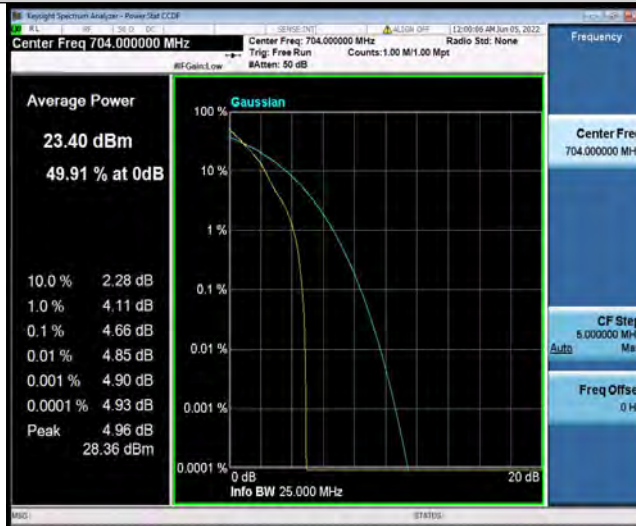 Keysight Spectrum Analyzer - Power Stat CCDF
RL RF 50 Ω DC SENSE:INT ALIGN OFF 12:00:06 AM Jun 05, 2022
Center Freq 704.000000 MHz
Center Freq: 704.000000 MHz Radio Std: None
Trig: Free Run Counts:1.00 M/1.00 Mpt
#IFGain:Low #Atten: 50 dB
Frequency
Average Power
23.40 dBm
49.91 % at 0dB
10.0 % 2.28 dB
1.0 % 4.11 dB
0.1 % 4.66 dB
0.01 % 4.85 dB
0.001 % 4.90 dB
0.0001 % 4.93 dB
Peak 4.96 dB
28.36 dBm
Gaussian
100 %
10 %
1 %
0.1 %
0.01 %
0.001 %
0.0001 %
0 dB 20 dB
Info BW 25.000 MHz
Center Fre
704.000000 MH
CF Ste
5.000000 MH
Auto Ma
Freq Offse
0 H
MSG STATUS